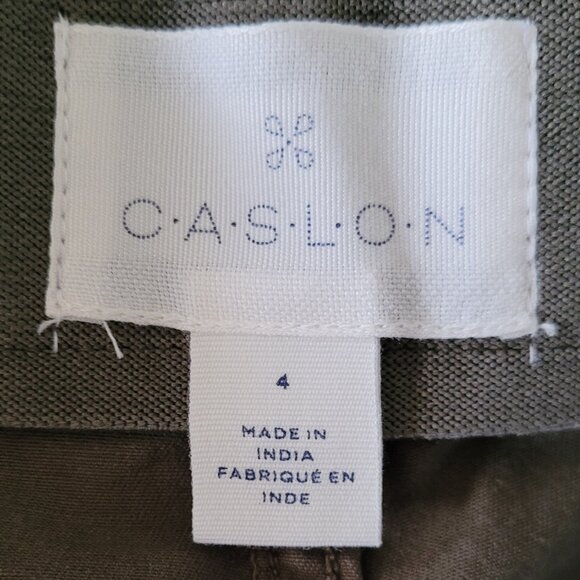 C·A·S·L·O·N
4
MADE IN
INDIA
FABRIQUÉ EN
INDE